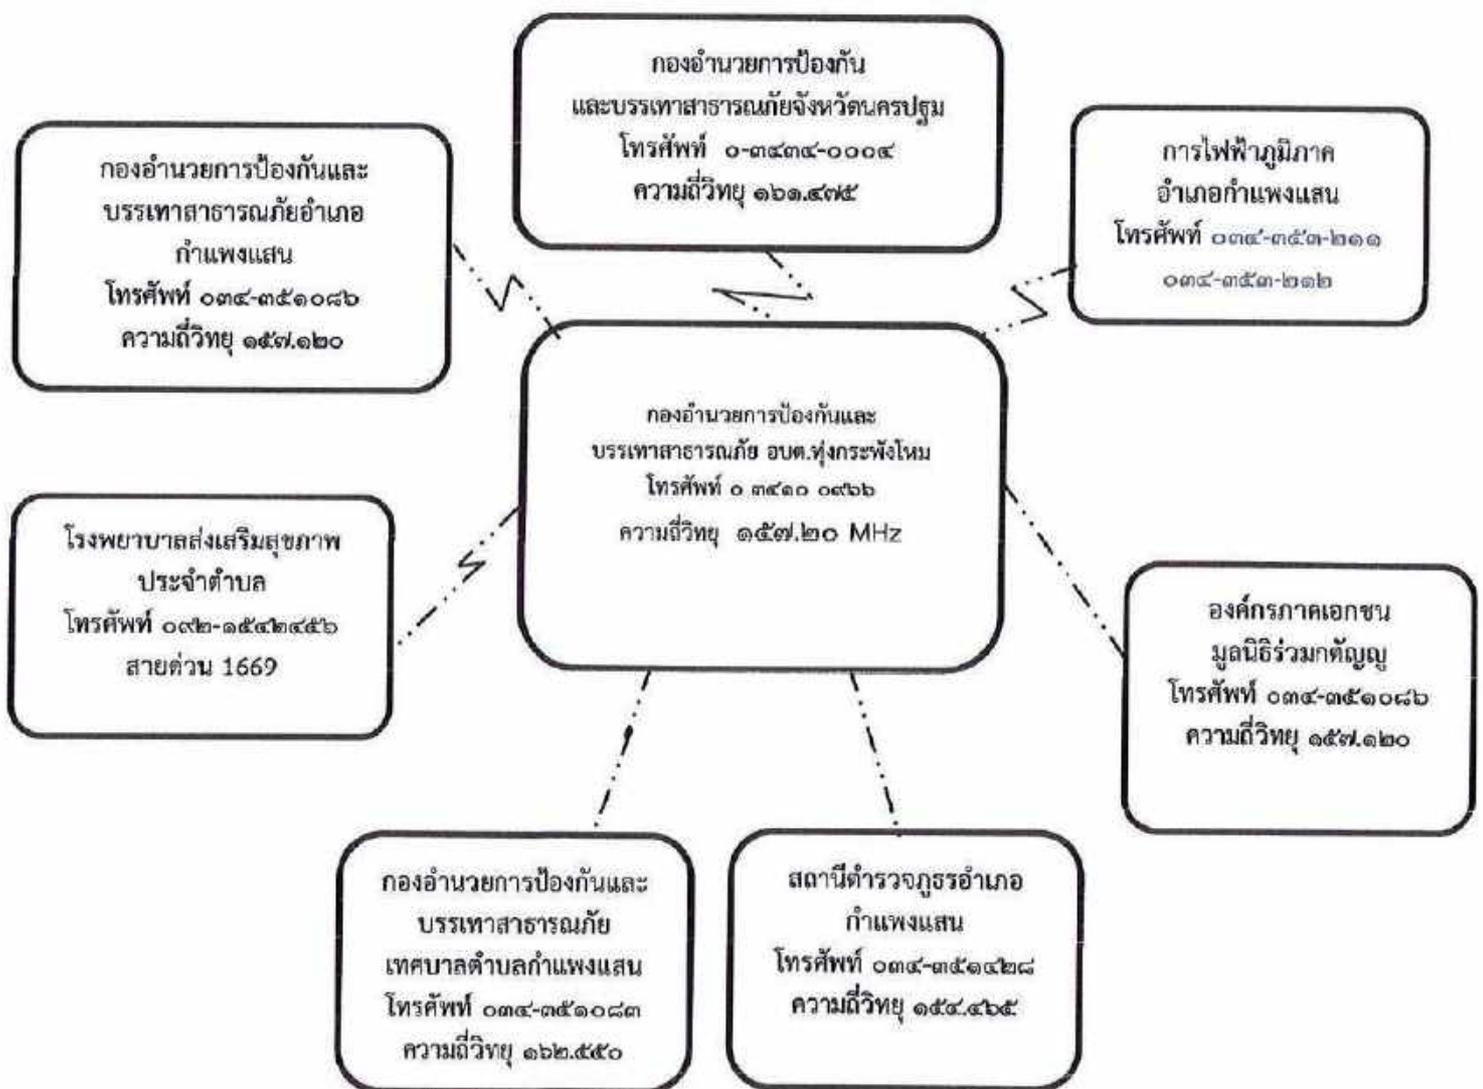 กองอำนวยการป้องกัน
และบรรเทาสาธารณภัยจังหวัดนครปฐม
โทรศัพท์ ๐-๓๔๓๔-๐๐๐๔
ความถี่วิทยุ ๑๖๑.๔๗๕
กองอำนวยการป้องกันและ
บรรเทาสาธารณภัยอำเภอ
กำแพงแสน
โทรศัพท์ ๐๓๔-๓๕๑๐๘๖
ความถี่วิทยุ ๑๕๗.๑๒๐
การไฟฟ้าภูมิภาค
อำเภอกำแพงแสน
โทรศัพท์ ๐๓๔-๓๕๓-๒๑๑
๐๓๔-๓๕๓-๒๑๒
กองอำนวยการป้องกันและ
บรรเทาสาธารณภัย อบต.ทุ่งกระพังโหม
โทรศัพท์ ๐ ๓๔๑๐ ๐๙๖๖
ความถี่วิทยุ ๑๕๗.๒๐ MHz
โรงพยาบาลส่งเสริมสุขภาพ
ประจำตำบล
โทรศัพท์ ๐๙๒-๑๕๔๒๔๕๖
สายด่วน 1669
องค์กรภาคเอกชน
มูลนิธิร่วมกตัญญู
โทรศัพท์ ๐๓๔-๓๕๑๐๘๖
ความถี่วิทยุ ๑๕๗.๑๒๐
กองอำนวยการป้องกันและ
บรรเทาสาธารณภัย
เทศบาลตำบลกำแพงแสน
โทรศัพท์ ๐๓๔-๓๕๑๐๘๓
ความถี่วิทยุ ๑๖๒.๕๕๐
สถานีตำรวจภูธรอำเภอ
กำแพงแสน
โทรศัพท์ ๐๓๔-๓๕๑๔๒๘
ความถี่วิทยุ ๑๕๔.๔๖๕